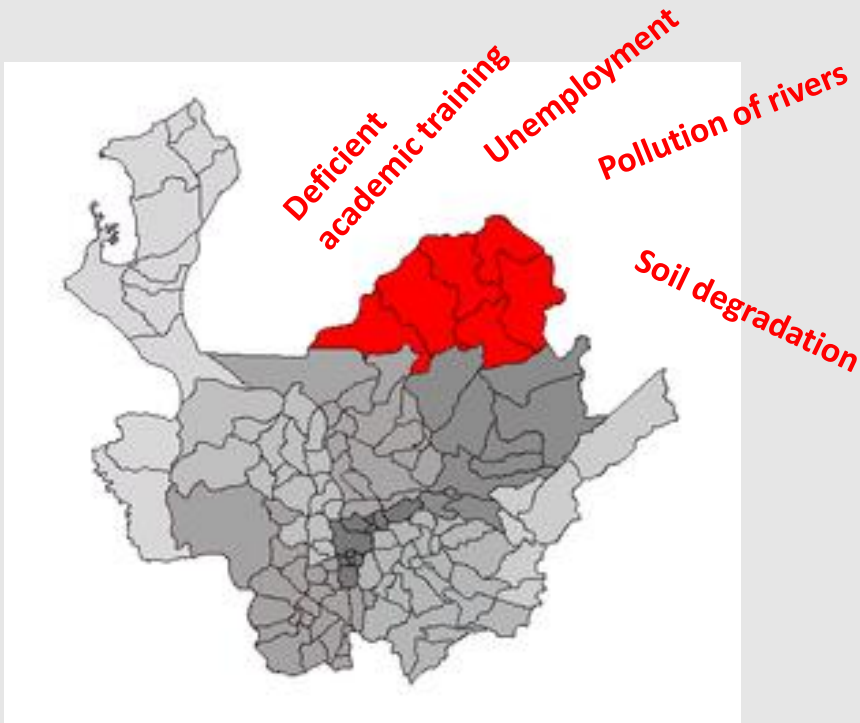 Deficient
academic training
Unemployment
Pollution of rivers
Soil degradation